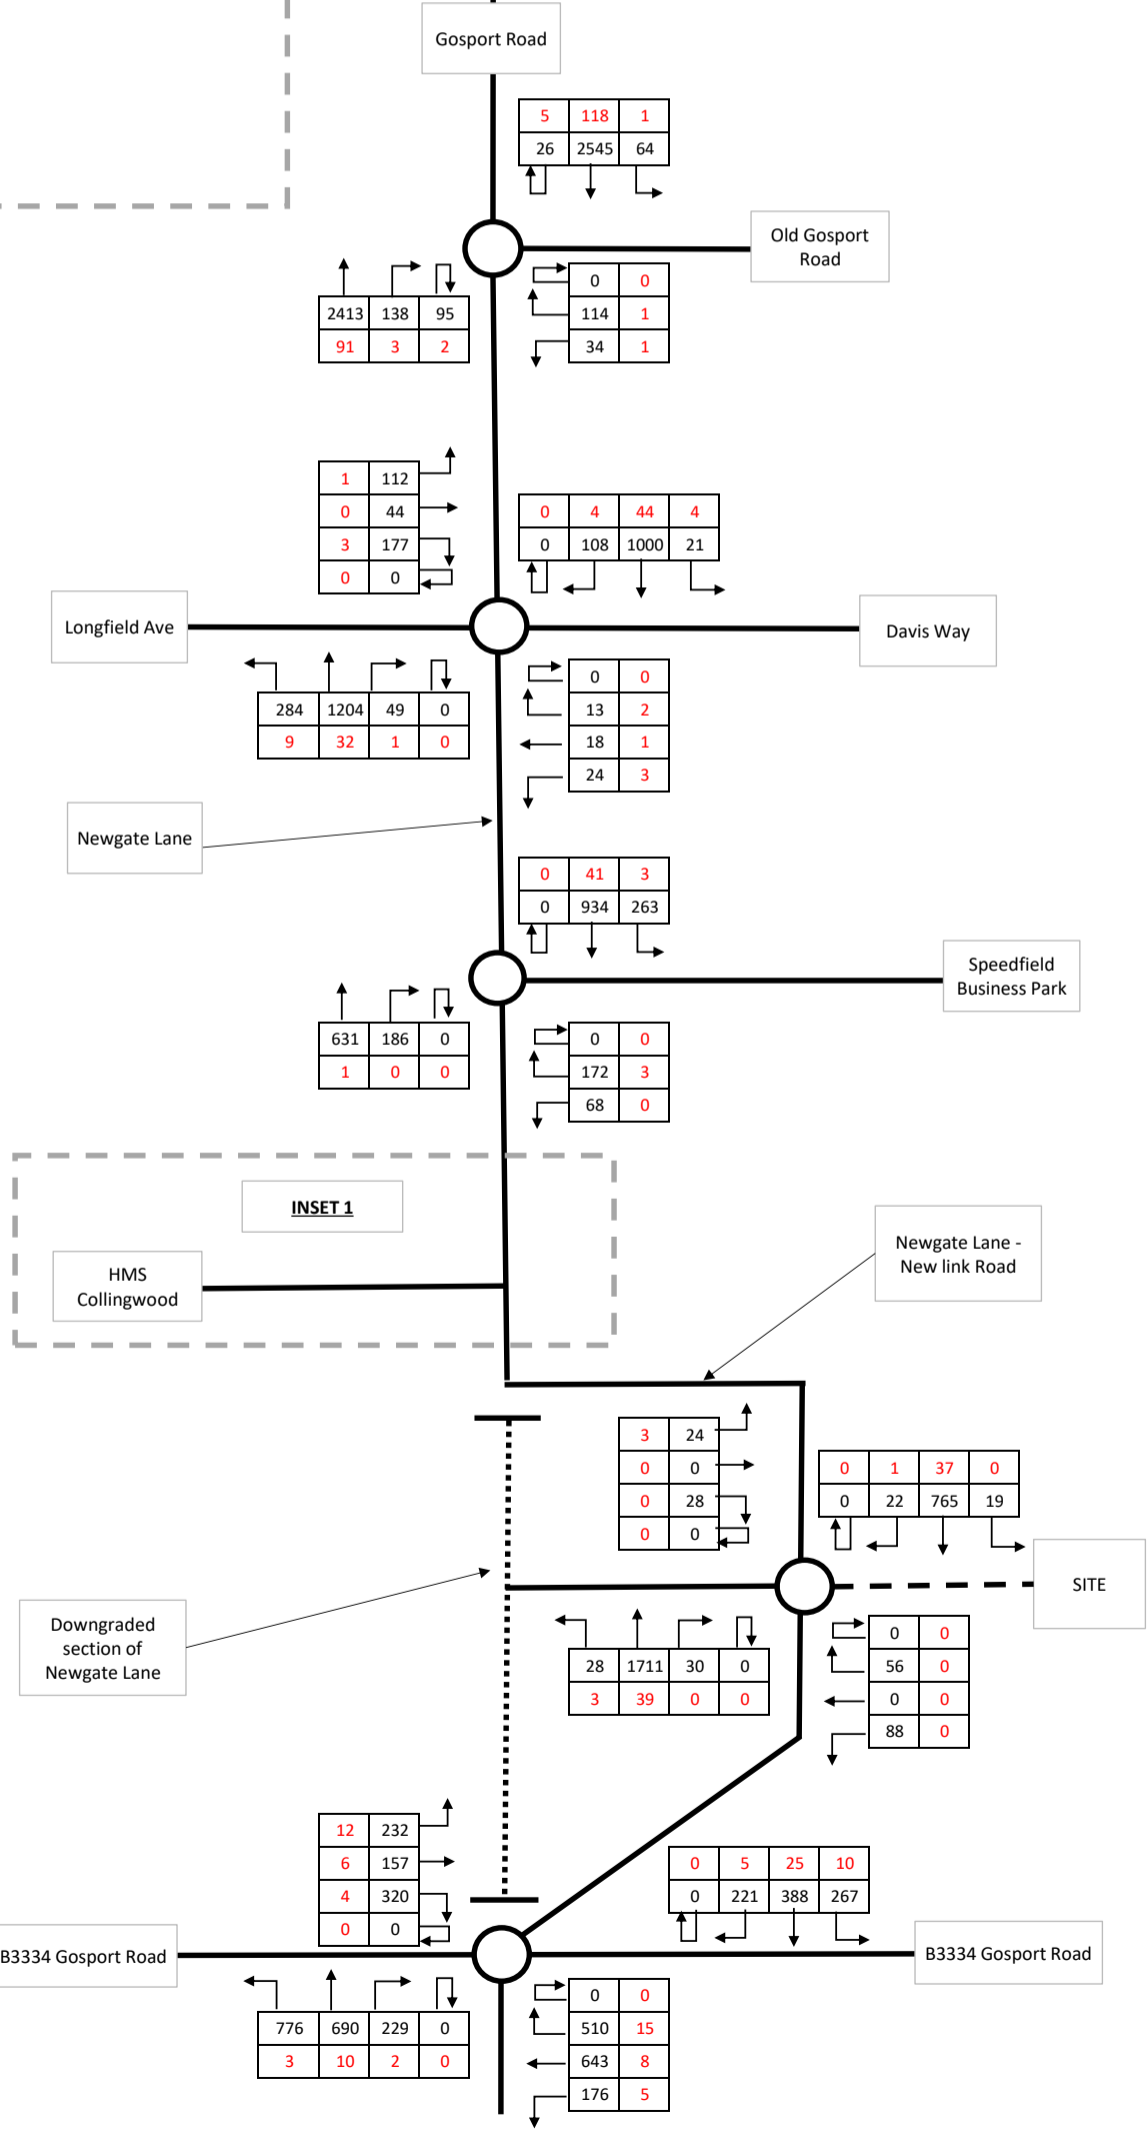 Gosport Road
5 118 1
26 2545 64
Old Gosport
Road
0 0
114 1
34 1
2413 138 95
91 3 2
1 112
0 44
3 177
0 0
0 4 44 4
0 108 1000 21
Longfield Ave
Davis Way
284 1204 49 0
9 32 1 0
0 0
13 2
18 1
24 3
Newgate Lane
0 41 3
0 934 263
Speedfield
Business Park
631 186 0
1 0 0
0 0
172 3
68 0
INSET 1
HMS
Collingwood
Newgate Lane -
New link Road
3 24
0 0
0 28
0 0
0 1 37 0
0 22 765 19
SITE
Downgraded
section of
Newgate Lane
28 1711 30 0
3 39 0 0
0 0
56 0
0 0
88 0
12 232
6 157
4 320
0 0
0 5 25 10
0 221 388 267
B3334 Gosport Road
B3334 Gosport Road
776 690 229 0
3 10 2 0
0 0
510 15
643 8
176 5